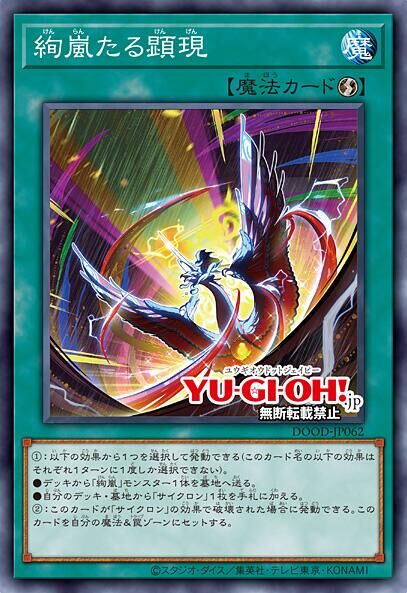 絢嵐たる顕現
魔
【魔法カード】
ユウギオウドットジェイピー
YU-GI-OH!.jp
無断転載禁止
DOOD-JP062
①：以下の効果から1つを選択して発動できる(このカード名の以下の効果は
それぞれ1ターンに1度しか選択できない)。
●デッキから「絢嵐」モンスター1体を墓地へ送る。
●自分のデッキ・墓地から「サイクロン」1枚を手札に加える。
②：このカードが「サイクロン」の効果で破壊された場合に発動できる。この
カードを自分の魔法＆罠ゾーンにセットする。
©スタジオ・ダイス／集英社・テレビ東京・KONAMI